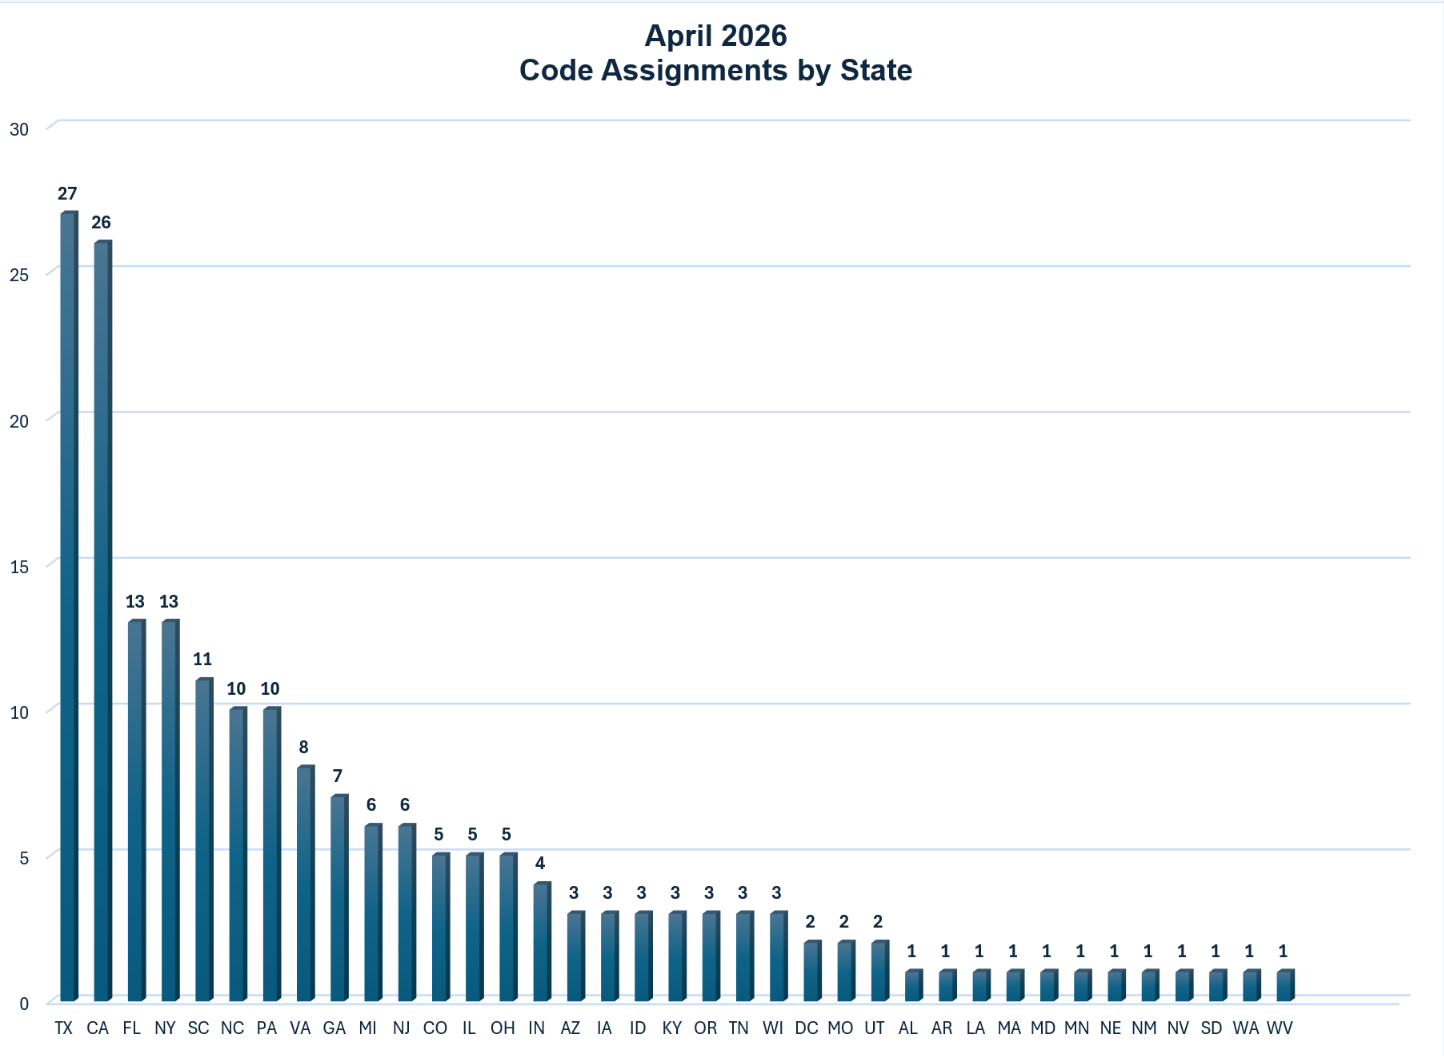 April 2026
Code Assignments by State
30
25
20
15
10
5
0
27 26 13 13 11 10 10 8 7 6 6 5 5 5 4 3 3 3 3 3 3 3 2 2 2 1 1 1 1 1 1 1 1 1 1 1 1
TX CA FL NY SC NC PA VA GA MI NJ CO IL OH IN AZ IA ID KY OR TN WI DC MO UT AL AR LA MA MD MN NE NM NV SD WA WV